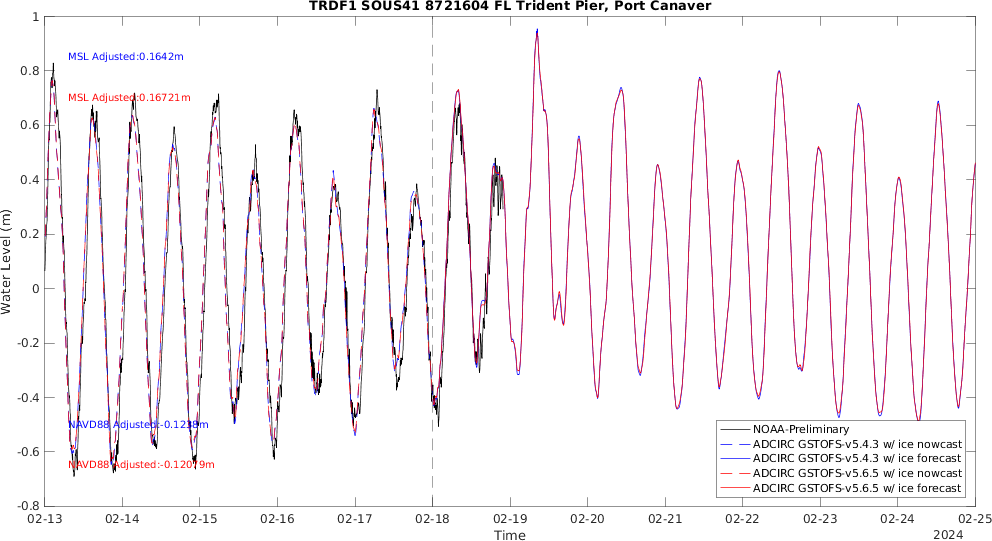 TRDF1 SOUS41 8721604 FL Trident Pier, Port Canaver
1
0.8
0.6
0.4
0.2
0
-0.2
-0.4
-0.6
-0.8
Water Level (m)
MSL Adjusted:0.1642m
MSL Adjusted:0.16721m
NAVD88 Adjusted:-0.1238m
NAVD88 Adjusted:-0.12079m
NOAA-Preliminary
ADCIRC GSTOFS-v5.4.3 w/ ice nowcast
ADCIRC GSTOFS-v5.4.3 w/ ice forecast
ADCIRC GSTOFS-v5.6.5 w/ ice nowcast
ADCIRC GSTOFS-v5.6.5 w/ ice forecast
02-13 02-14 02-15 02-16 02-17 02-18 02-19 02-20 02-21 02-22 02-23 02-24 02-25
Time
2024